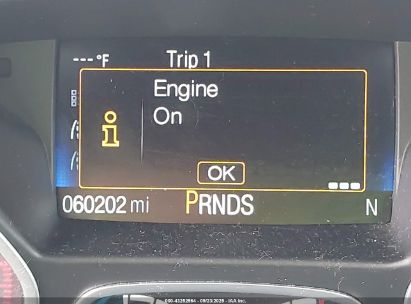 ---°F Trip 1
Engine
On
i
OK
060202 mi PRNDS N